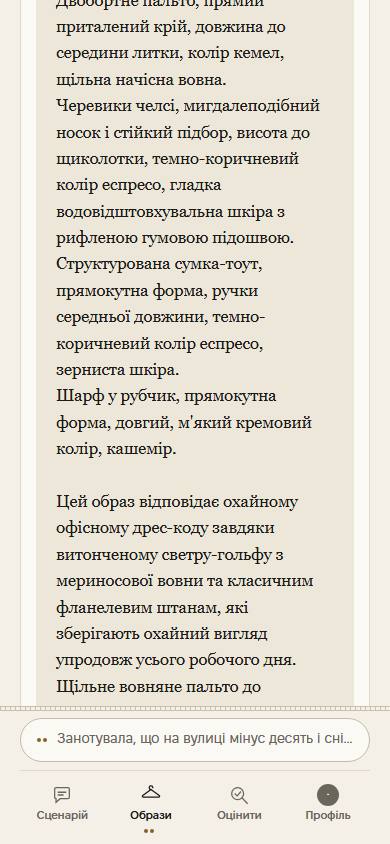 Двобортне пальто, прямий
приталений крій, довжина до
середини литки, колір кемел,
щільна начісна вовна.
Черевики челсі, мигдалеподібний
носок і стійкий підбор, висота до
щиколотки, темно-коричневий
колір еспресо, гладка
водовідштовхувальна шкіра з
рифленою гумовою підошвою.
Структурована сумка-тоут,
прямокутна форма, ручки
середньої довжини, темно-
коричневий колір еспресо,
зерниста шкіра.
Шарф у рубчик, прямокутна
форма, довгий, м'який кремовий
колір, кашемір.
Цей образ відповідає охайному
офісному дрес-коду завдяки
витонченому светру-гольфу з
мериносової вовни та класичним
фланелевим штанам, які
зберігають охайний вигляд
упродовж усього робочого дня.
Щільне вовняне пальто до
Занотувала, що на вулиці мінус десять і сні...
Сценарій
Образи
Оцінити
Профіль